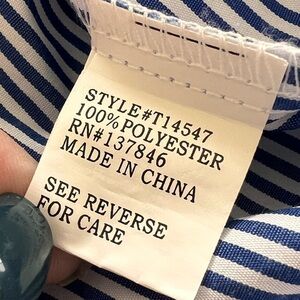 STYLE#T14547
100%POLYESTER
RN#137846
MADE IN CHINA
SEE REVERSE
FOR CARE